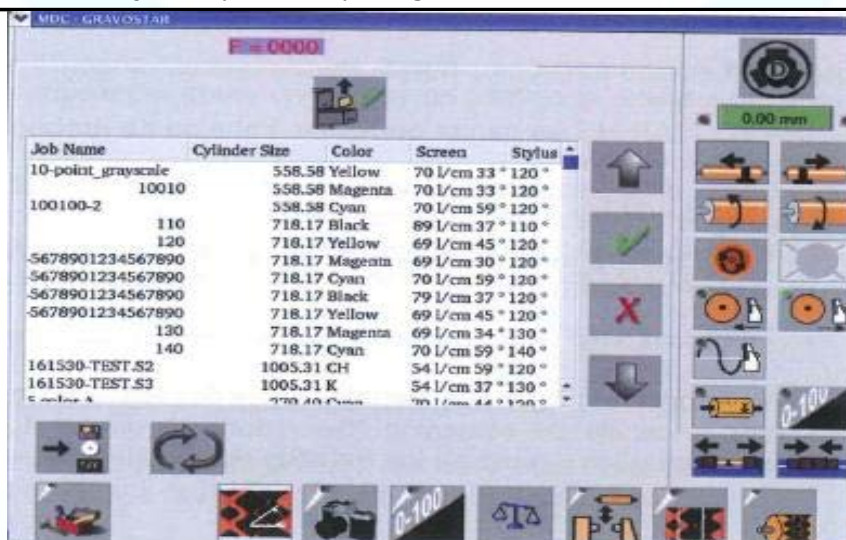 MDC - GRAVOSTAR
F = 0000
D
0.00 mm
Job Name Cylinder Size Color Screen Stylus
10-point_grayscale 558.58 Yellow 70 l/cm 33 ° 120 °
10010 558.58 Magenta 70 l/cm 33 ° 120 °
100100-2 558.58 Cyan 70 l/cm 59 ° 120 °
110 718.17 Black 89 l/cm 37 ° 110 °
120 718.17 Yellow 69 l/cm 45 ° 120 °
-5678901234567890 718.17 Magenta 69 l/cm 30 ° 120 °
-5678901234567890 718.17 Cyan 70 l/cm 59 ° 120 °
-5678901234567890 718.17 Black 79 l/cm 37 ° 120 °
-5678901234567890 718.17 Yellow 69 l/cm 45 ° 120 °
130 718.17 Magenta 69 l/cm 34 ° 130 °
140 718.17 Cyan 70 l/cm 59 ° 140 °
161530-TEST.S2 1005.31 CH 54 l/cm 59 ° 120 °
161530-TEST.S3 1005.31 K 54 l/cm 37 ° 130 °
5 color A Cyan
X
0-100
0-100